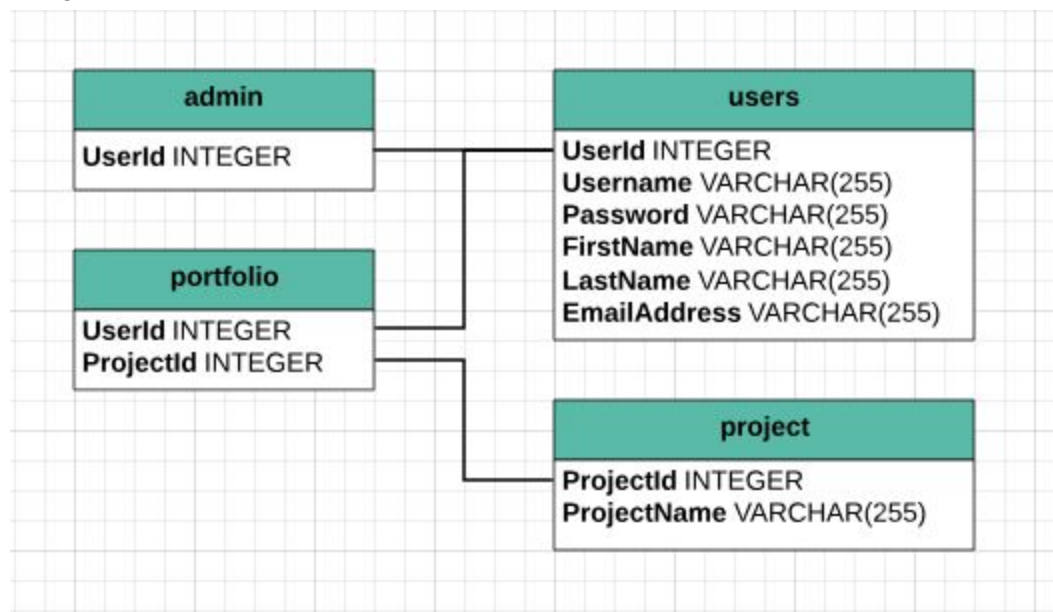 admin
UserId INTEGER
users
UserId INTEGER
Username VARCHAR(255)
Password VARCHAR(255)
FirstName VARCHAR(255)
LastName VARCHAR(255)
EmailAddress VARCHAR(255)
portfolio
UserId INTEGER
ProjectId INTEGER
project
ProjectId INTEGER
ProjectName VARCHAR(255)